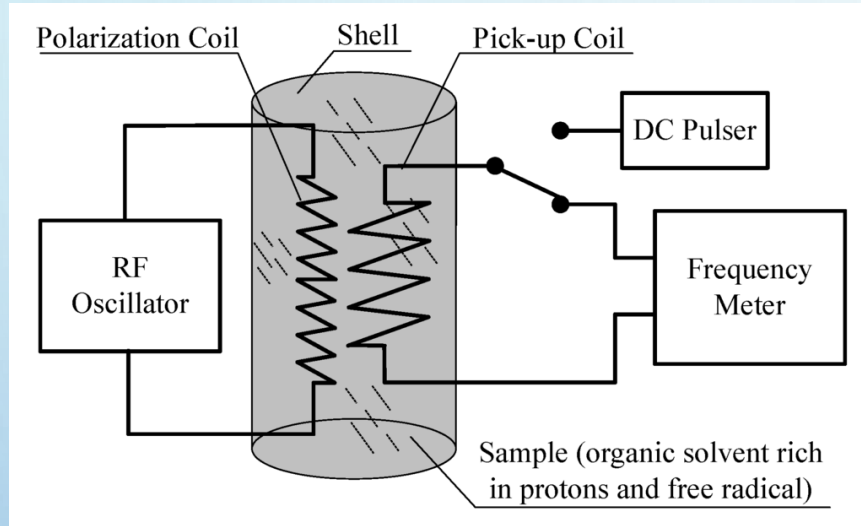 Polarization Coil
Shell
Pick-up Coil
DC Pulser
RF
Oscillator
Frequency
Meter
Sample (organic solvent rich
in protons and free radical)